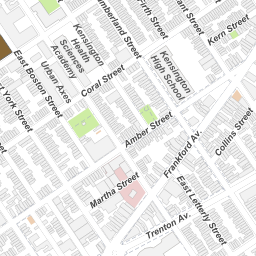 Cumberland Street
Firth Street
Kern Street
Kensington
Health
Sciences
Academy
Urban Axes
Kensington
High School
Coral Street
East Boston Street
York Street
Amber Street
Frankford Av.
Collins Street
Martha Street
East Letterly Street
Trenton Av.